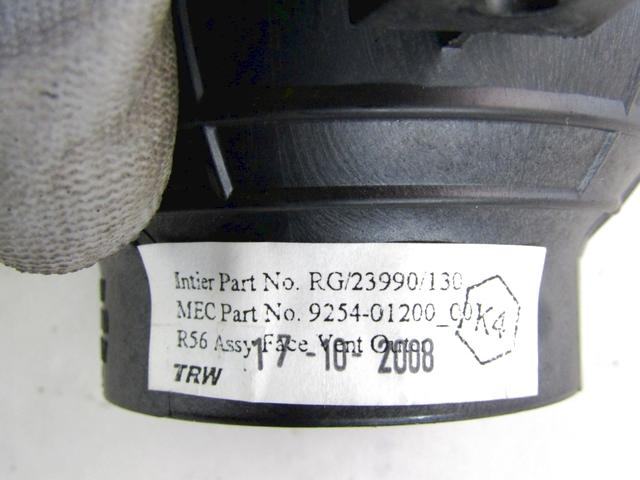 Intier Part No. RG/23990/130
MEC Part No. 9254-01200_00
K4
R56 Assy Face Vent Outer
17-10-2008
TRW